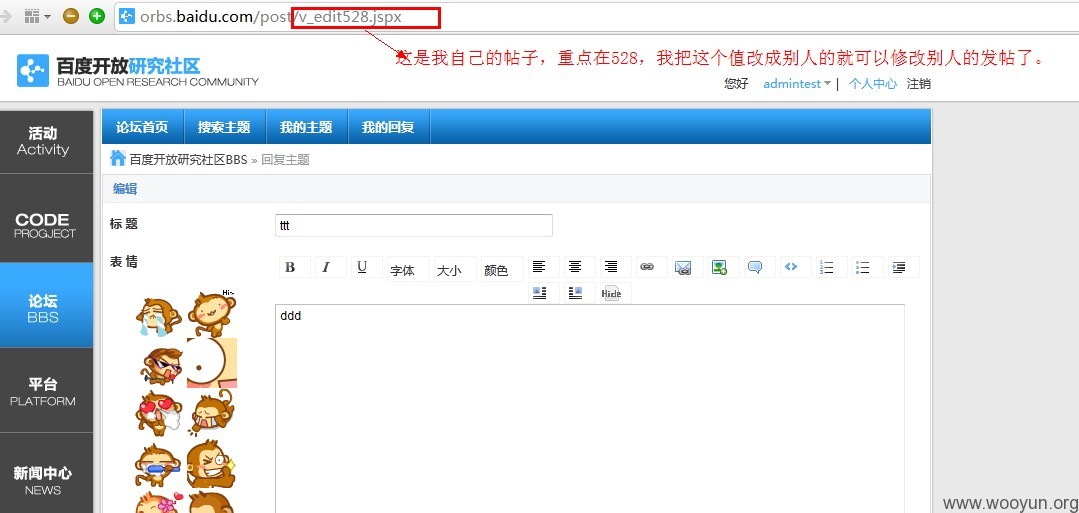 orbs.baidu.com/post/v_edit528.jspx
这是我自己的帖子，重点在528，我把这个值改成别人的就可以修改别人的发帖了。
百度开放研究社区
BAIDU OPEN RESEARCH COMMUNITY
您好 admintest | 个人中心 注销
活动
Activity
CODE
PROGJECT
论坛
BBS
平台
PLATFORM
新闻中心
NEWS
论坛首页 搜索主题 我的主题 我的回复
百度开放研究社区BBS » 回复主题
编辑
标 题 ttt
表 情 B I U 字体 大小 颜色
Hide
Hi~
ddd
www.wooyun.org